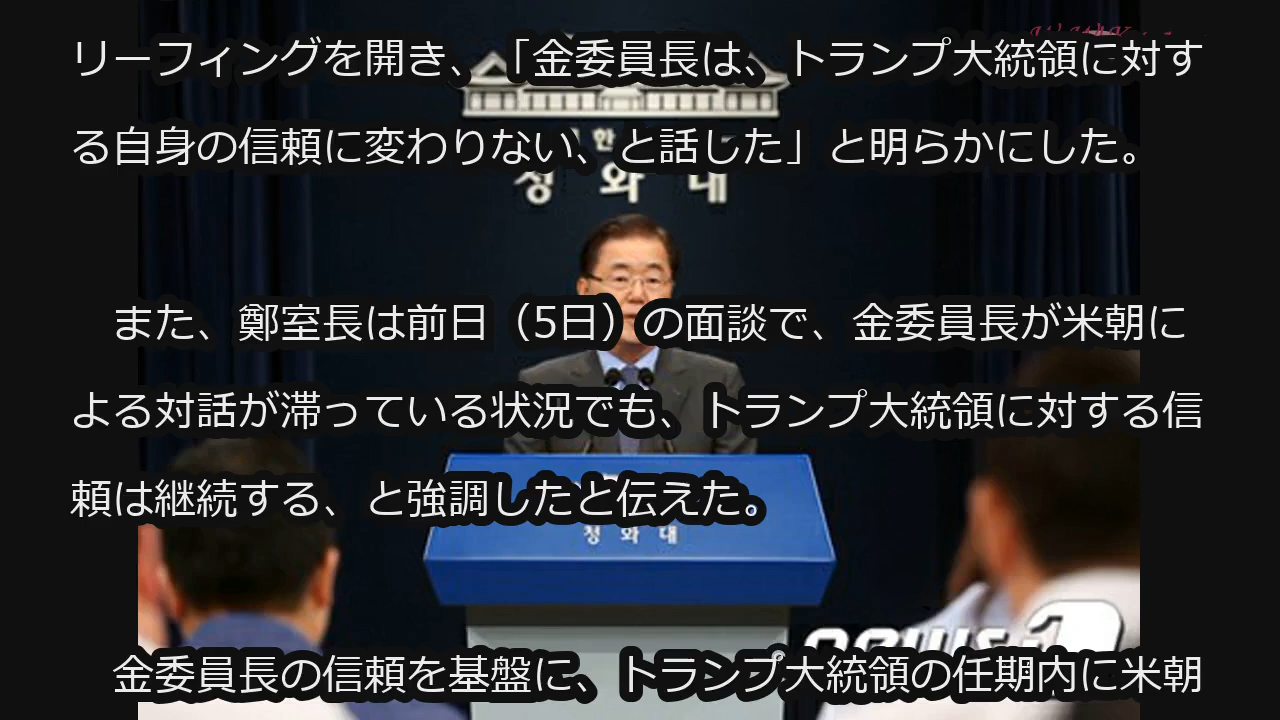 リーフィングを開き、「金委員長は、トランプ大統領に対す
る自身の信頼に変わりない、と話した」と明らかにした。
한
청 와 대
また、鄭室長は前日（5日）の面談で、金委員長が米朝に
よる対話が滞っている状況でも、トランプ大統領に対する信
頼は継続する、と強調したと伝えた。
청 와 대
news1
金委員長の信頼を基盤に、トランプ大統領の任期内に米朝